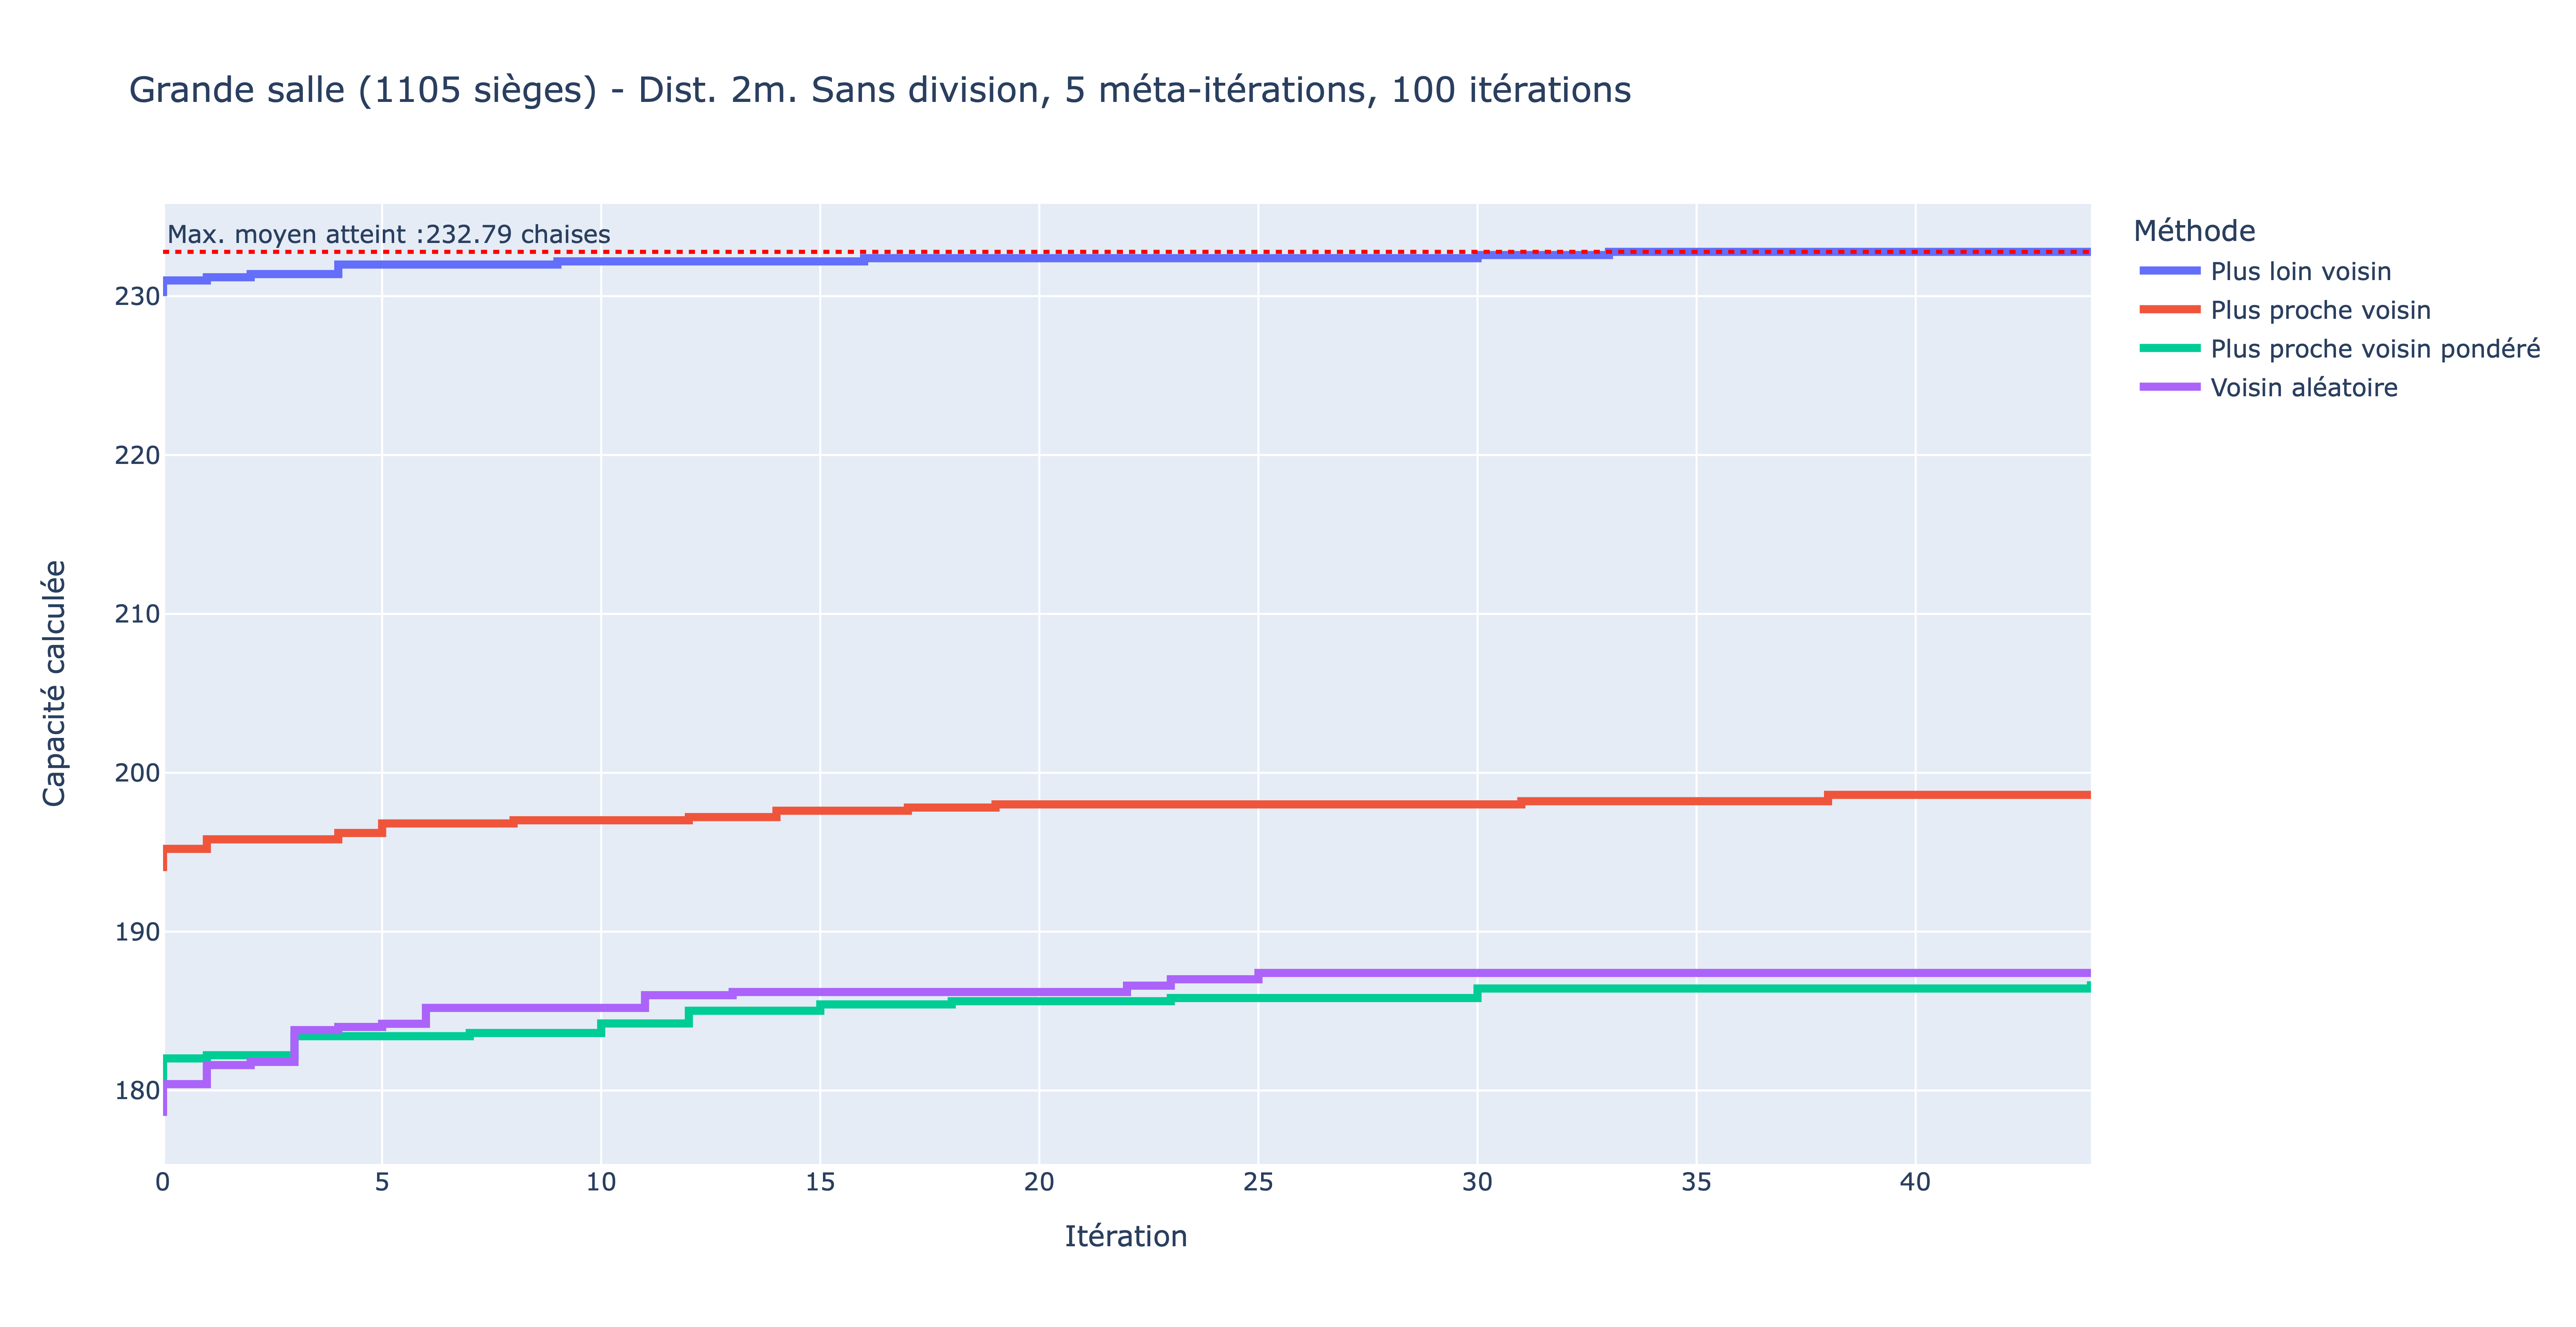 Grande salle (1105 sièges) - Dist. 2m. Sans division, 5 méta-itérations, 100 itérations
Max. moyen atteint :232.79 chaises
Capacité calculée
230
220
210
200
190
180
0 5 10 15 20 25 30 35 40
Itération
Méthode
Plus loin voisin
Plus proche voisin
Plus proche voisin pondéré
Voisin aléatoire